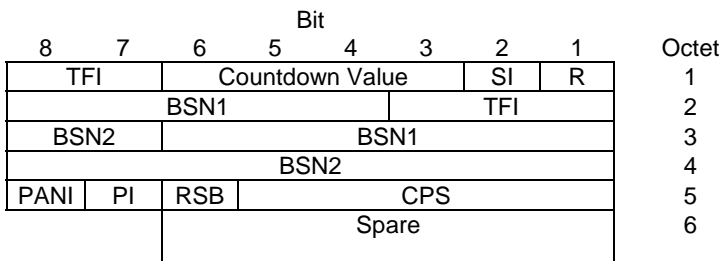 Bit
8 7 6 5 4 3 2 1 Octet
TFI Countdown Value SI R 1
BSN1 TFI 2
BSN2 BSN1 3
BSN2 4
PANI PI RSB CPS 5
Spare 6